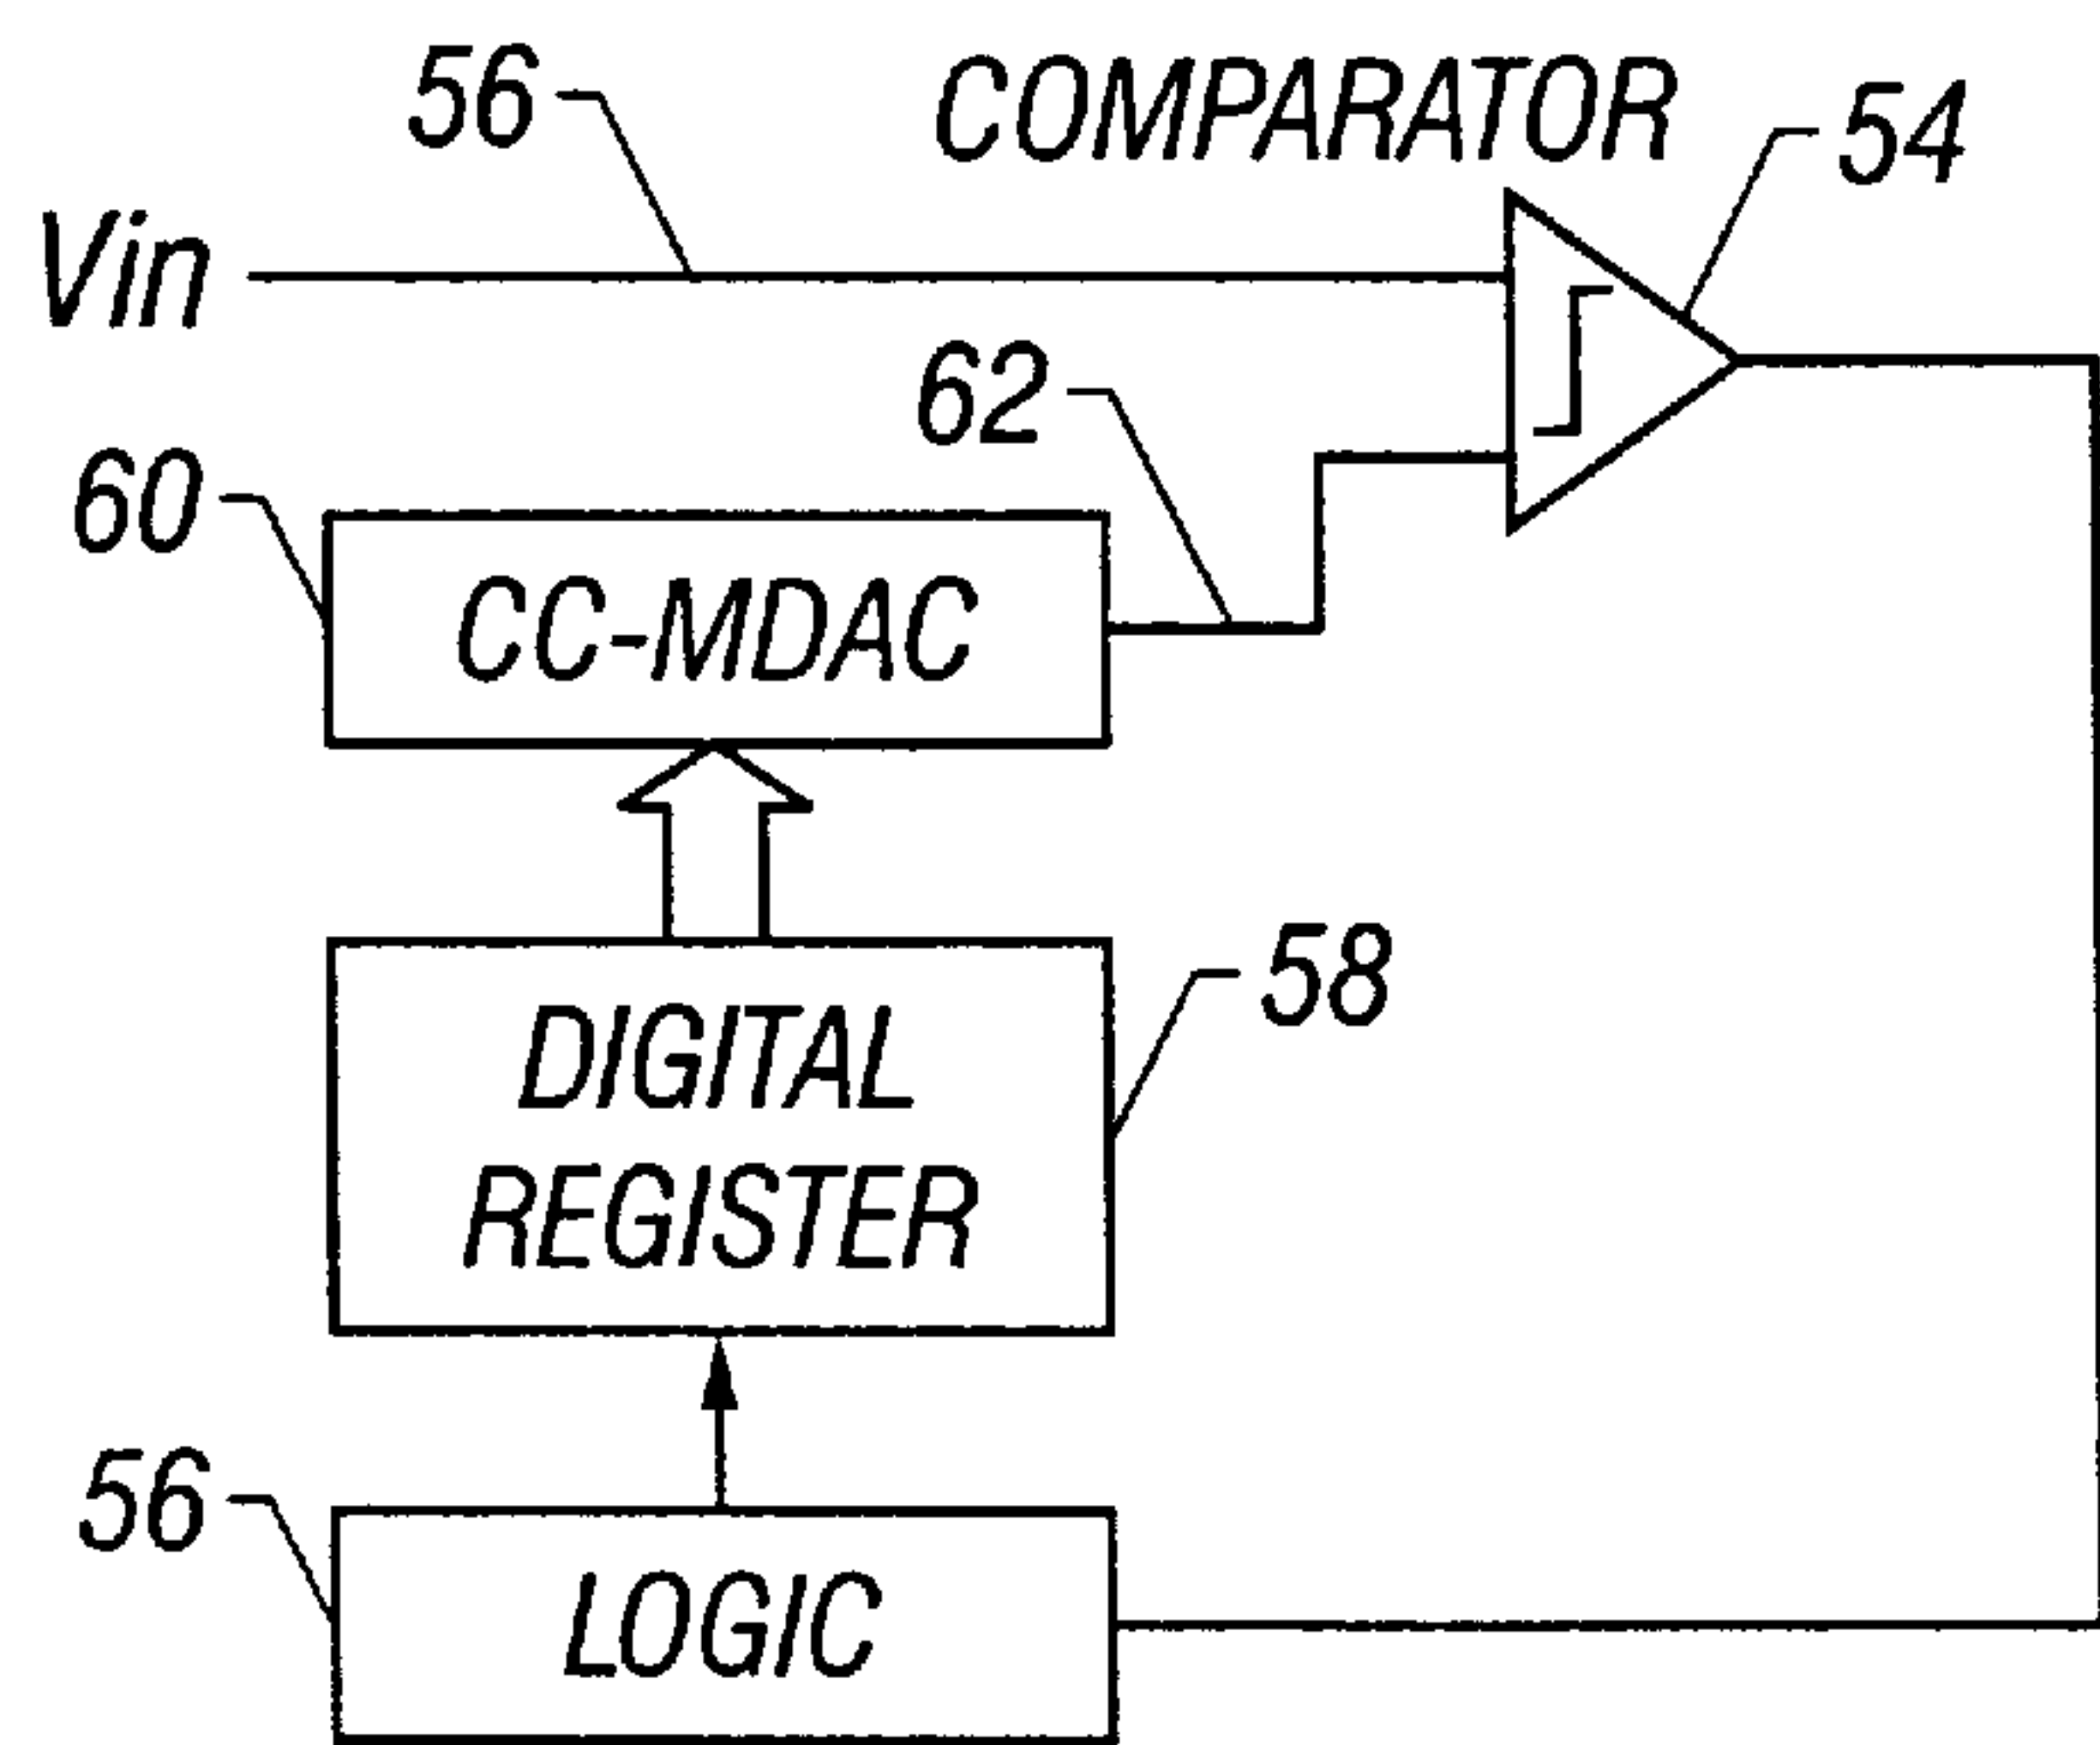 56
COMPARATOR
54
Vin
62
60
CC-MDAC
58
DIGITAL
REGISTER
56
LOGIC